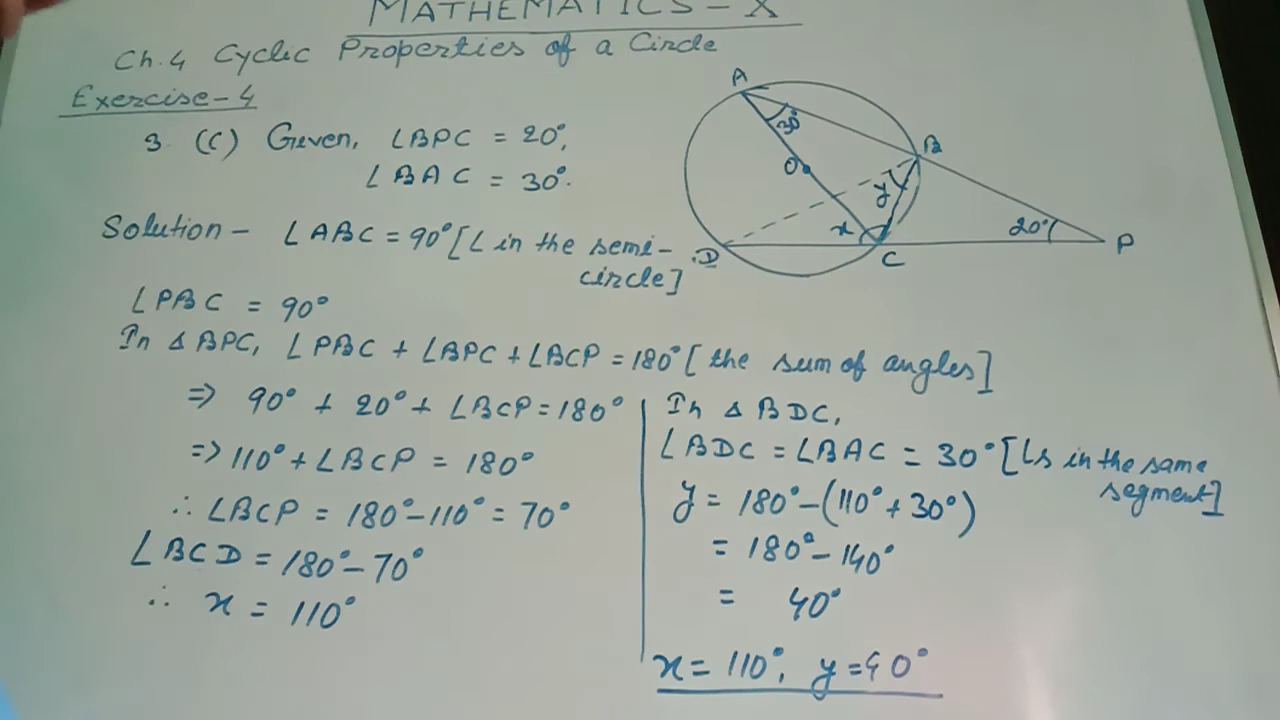 MATHEMATICS - X
Ch.4 Cyclic Properties of a Circle
Exercise-4
3. (C) Given, ∠BPC = 20°,
∠BAC = 30°.
Solution - ∠ABC = 90° [∠ in the semi-
circle]
∠PBC = 90°
In △ BPC, ∠PBC + ∠BPC + ∠BCP = 180° [the sum of angles]
⇒ 90° + 20° + ∠BCP = 180°
⇒ 110° + ∠BCP = 180°
∴ ∠BCP = 180° - 110° = 70°
∠BCD = 180° - 70°
∴ x = 110°
In △ BDC,
∠BDC = ∠BAC = 30° [∠s in the same
segment]
y = 180° - (110° + 30°)
= 180° - 140°
= 40°
x = 110°, y = 40°
A
30°
B
O
y
x
20°
D
C
P